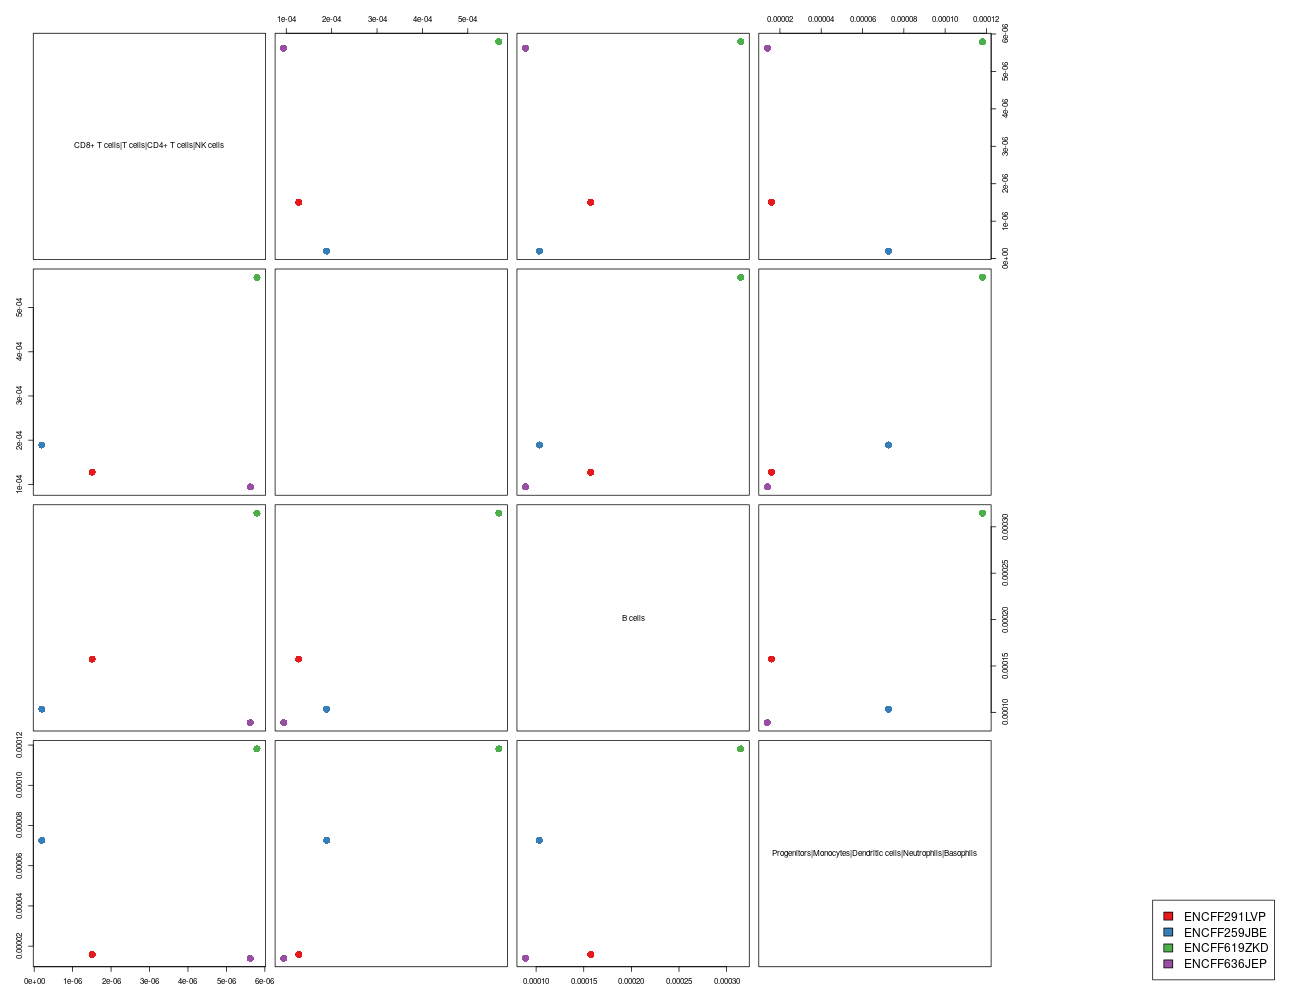 1e-04 2e-04 3e-04 4e-04 5e-04
0.00002 0.00004 0.00006 0.00008 0.00010 0.00012
CD8+ T cells|T cells|CD4+ T cells|NK cells
0e+00 1e-06 2e-06 3e-06 4e-06 5e-06 6e-06
1e-04 2e-04 3e-04 4e-04 5e-04
B cells
0.00010 0.00015 0.00020 0.00025 0.00030
0.00002 0.00004 0.00006 0.00008 0.00010 0.00012
Progenitors|Monocytes|Dendritic cells|Neutrophils|Basophils
0e+00 1e-06 2e-06 3e-06 4e-06 5e-06 6e-06
0.00010 0.00015 0.00020 0.00025 0.00030
ENCFF291LVP
ENCFF259JBE
ENCFF619ZKD
ENCFF636JEP